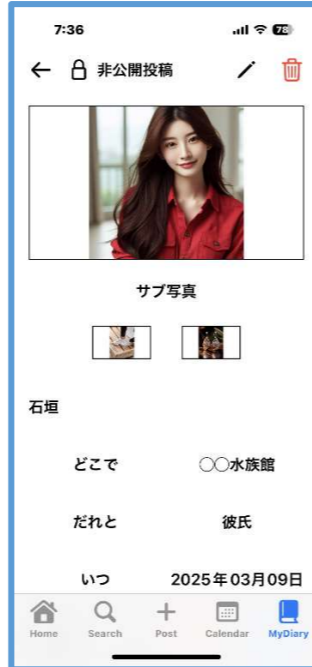 7:36
78
非公開投稿
サブ写真
石垣
どこで ○○水族館
だれと 彼氏
いつ 2025年03月09日
Home Search Post Calendar MyDiary